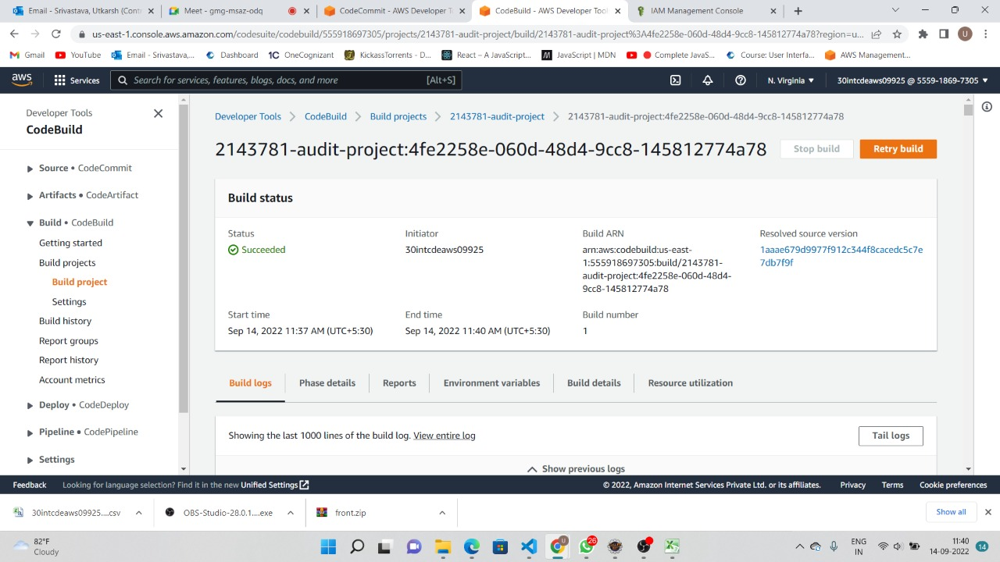 Email - Srivastava, Utkarsh (Contr
Meet - gmg-msaz-odq
CodeCommit - AWS Developer T
CodeBuild - AWS Developer Tool
IAM Management Console
us-east-1.console.aws.amazon.com/codesuite/codebuild/555918697305/projects/2143781-audit-project/build/2143781-audit-project%3A4fe2258e-060d-48d4-9cc8-145812774a78?region=u...
U
Gmail
YouTube
Email - Srivastava,...
Dashboard
1C OneCognizant
KickassTorrents - D...
React – A JavaScript...
JavaScript | MDN
Complete JavaS...
Course: User Interfa...
AWS Management...
aws
Services
Search for services, features, blogs, docs, and more [Alt+S]
N. Virginia
30intcdeaws09925 @ 5559-1869-7305
Developer Tools
CodeBuild
Source • CodeCommit
Artifacts • CodeArtifact
Build • CodeBuild
Getting started
Build projects
Build project
Settings
Build history
Report groups
Report history
Account metrics
Deploy • CodeDeploy
Pipeline • CodePipeline
Settings
Developer Tools > CodeBuild > Build projects > 2143781-audit-project > 2143781-audit-project:4fe2258e-060d-48d4-9cc8-145812774a78
2143781-audit-project:4fe2258e-060d-48d4-9cc8-145812774a78
Stop build
Retry build
Build status
Status
Succeeded
Initiator
30intcdeaws09925
Build ARN
arn:aws:codebuild:us-east-
1:555918697305:build/2143781-
audit-project:4fe2258e-060d-48d4-
9cc8-145812774a78
Resolved source version
1aaae679d9977f912c344f8cacedc5c7e
7db7f9f
Start time
Sep 14, 2022 11:37 AM (UTC+5:30)
End time
Sep 14, 2022 11:40 AM (UTC+5:30)
Build number
1
Build logs
Phase details
Reports
Environment variables
Build details
Resource utilization
Showing the last 1000 lines of the build log. View entire log
Tail logs
Show previous logs
Feedback
Looking for language selection? Find it in the new Unified Settings
© 2022, Amazon Internet Services Private Ltd. or its affiliates.
Privacy
Terms
Cookie preferences
30intcdeaws09925....csv
OBS-Studio-28.0.1....exe
front.zip
Show all
82°F
Cloudy
U
26
ENG
IN
11:40
14-09-2022
14